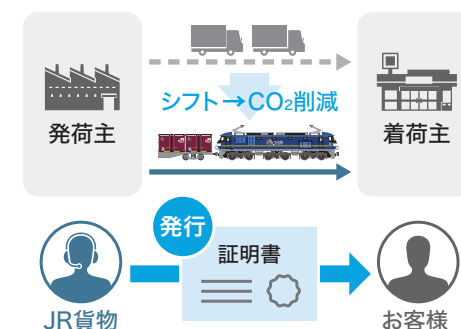 発荷主
シフト→CO₂削減
着荷主
発行
証明書
JR貨物
お客様